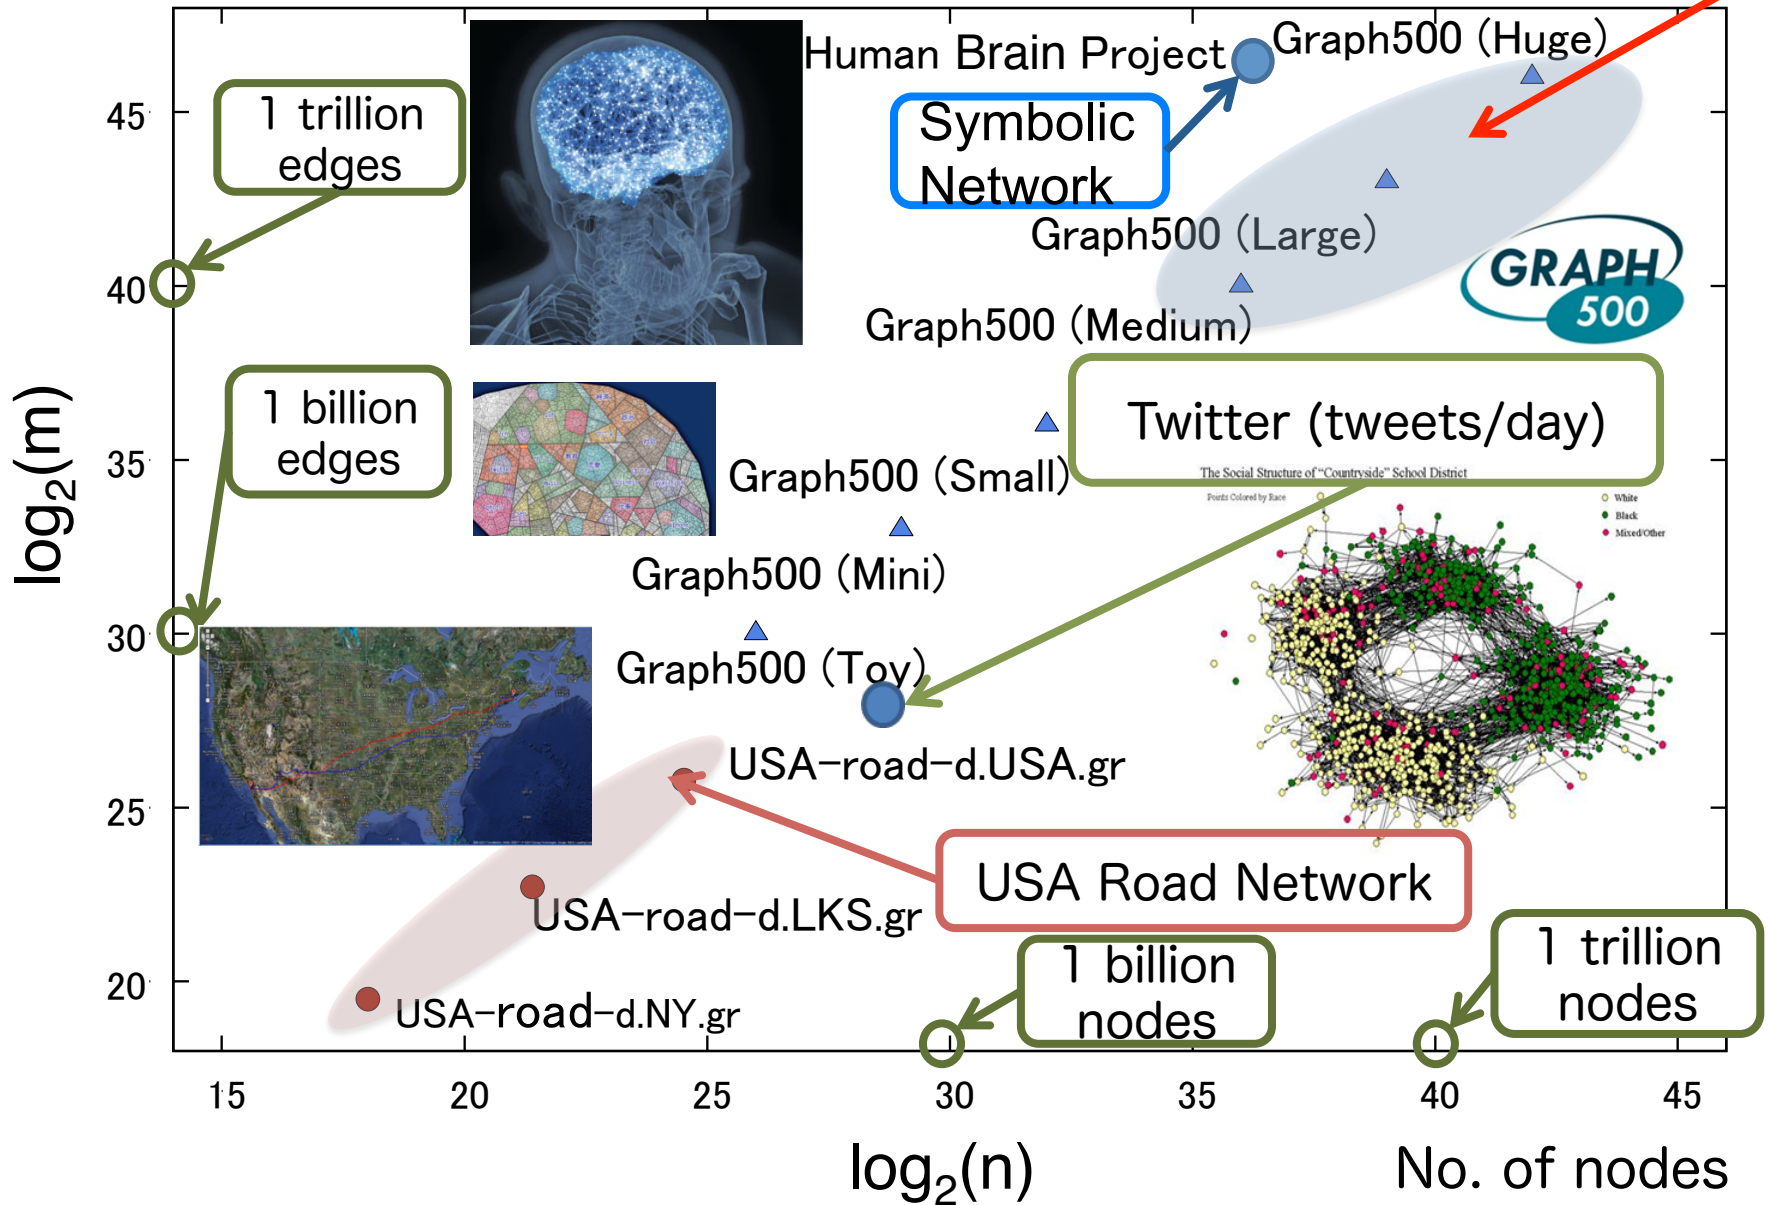 Human Brain Project
Graph500 (Huge)
1 trillion
edges
Symbolic
Network
45
Graph500 (Large)
GRAPH
500
40
Graph500 (Medium)
1 billion
edges
Twitter (tweets/day)
log2(m)
35
Graph500 (Small)
The Social Structure of “Countryside” School District
Points Colored by Race
White
Black
Mixed/Other
Graph500 (Mini)
30
Graph500 (Toy)
USA-road-d.USA.gr
25
USA Road Network
USA-road-d.LKS.gr
1 billion
nodes
1 trillion
nodes
20
USA-road-d.NY.gr
15
20
25
30
35
40
45
log2(n)
No. of nodes